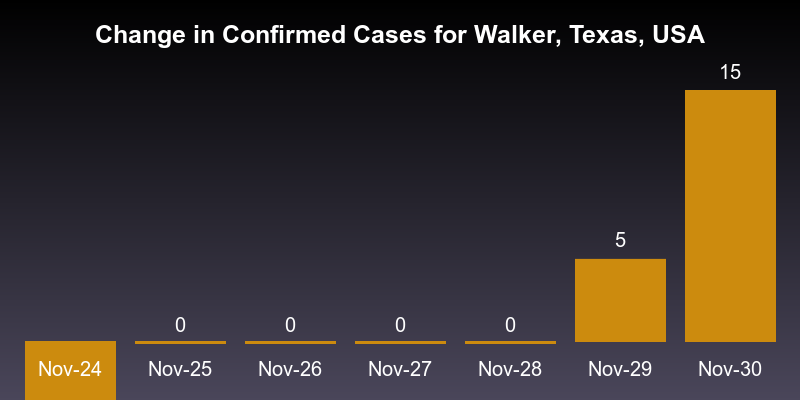 Change in Confirmed Cases for Walker, Texas, USA
15
5
0 0 0 0
Nov-24 Nov-25 Nov-26 Nov-27 Nov-28 Nov-29 Nov-30